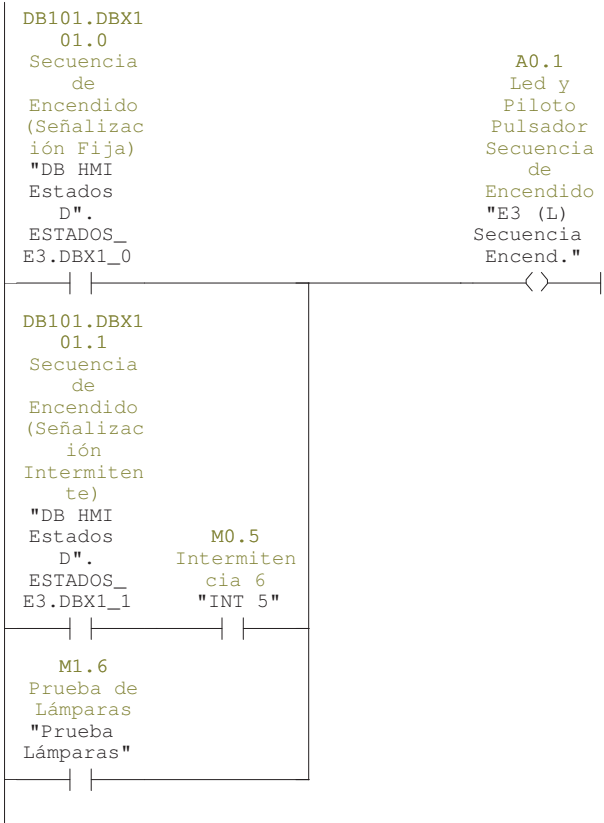 DB101.DBX1
01.0
Secuencia
de
Encendido
(Señalizac
ión Fija)
"DB HMI
Estados
D".
ESTADOS_
E3.DBX1_0
A0.1
Led y
Piloto
Pulsador
Secuencia
de
Encendido
"E3 (L)
Secuencia
Encend."
DB101.DBX1
01.1
Secuencia
de
Encendido
(Señalizac
ión
Intermiten
te)
"DB HMI
Estados
D".
ESTADOS_
E3.DBX1_1
M0.5
Intermiten
cia 6
"INT 5"
M1.6
Prueba de
Lámparas
"Prueba
Lámparas"